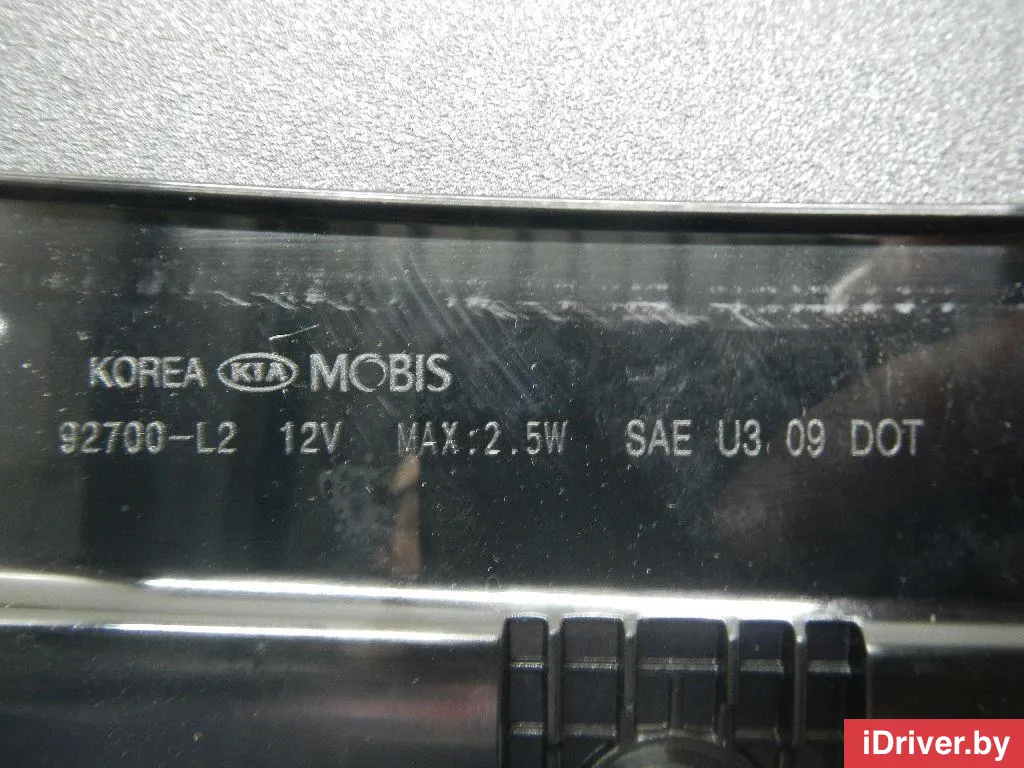 KOREA KIA MOBIS
92700-L2 12V MAX:2.5W SAE U3 09 DOT
iDriver.by